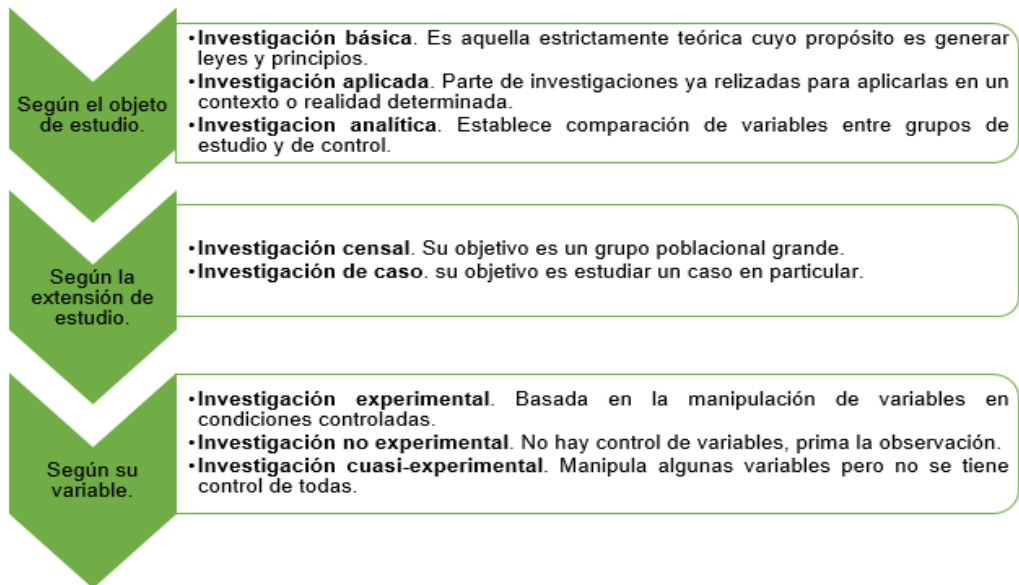 Según el objeto
de estudio.
•Investigación básica. Es aquella estrictamente teórica cuyo propósito es generar
leyes y principios.
•Investigación aplicada. Parte de investigaciones ya relizadas para aplicarlas en un
contexto o realidad determinada.
•Investigacion analítica. Establece comparación de variables entre grupos de
estudio y de control.
Según la
extensión de
estudio.
•Investigación censal. Su objetivo es un grupo poblacional grande.
•Investigación de caso. su objetivo es estudiar un caso en particular.
Según su
variable.
•Investigación experimental. Basada en la manipulación de variables en
condiciones controladas.
•Investigación no experimental. No hay control de variables, prima la observación.
•Investigación cuasi-experimental. Manipula algunas variables pero no se tiene
control de todas.